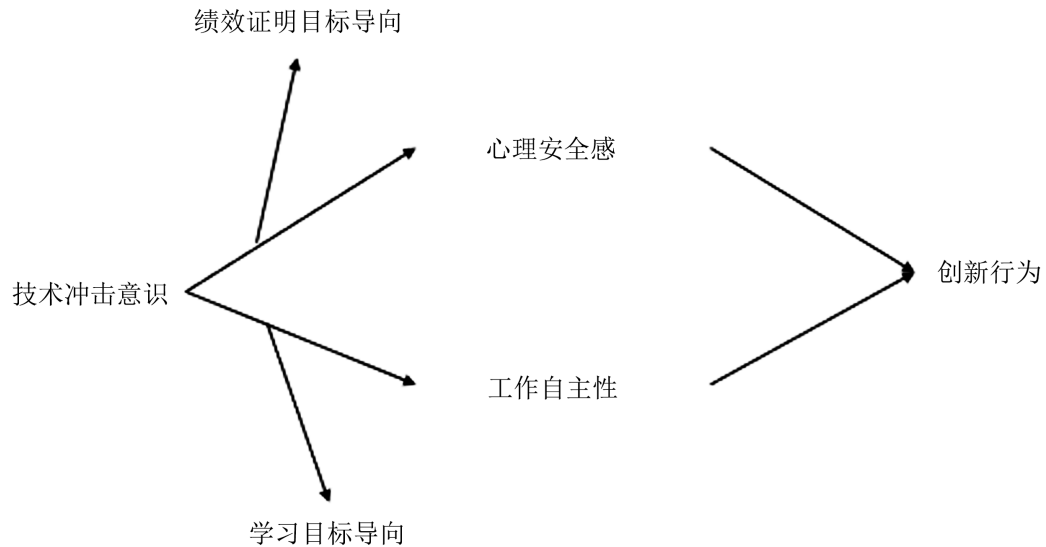 绩效证明目标导向
心理安全感
技术冲击意识
创新行为
工作自主性
学习目标导向